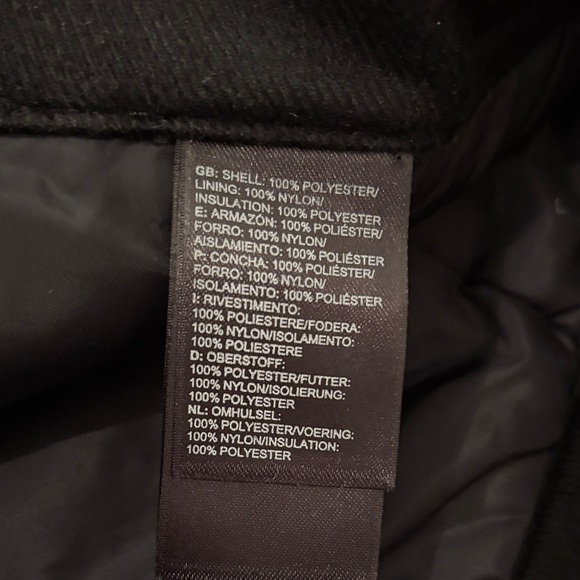 GB: SHELL: 100% POLYESTER/
LINING: 100% NYLON/
INSULATION: 100% POLYESTER
E: ARMAZÓN: 100% POLIÉSTER/
FORRO: 100% NYLON/
AISLAMIENTO: 100% POLIÉSTER
P: CONCHA: 100% POLIÉSTER/
FORRO: 100% NYLON/
ISOLAMENTO: 100% POLIÉSTER
I: RIVESTIMENTO:
100% POLIESTERE/FODERA:
100% NYLON/ISOLAMENTO:
100% POLIESTERE
D: OBERSTOFF:
100% POLYESTER/FUTTER:
100% NYLON/ISOLIERUNG:
100% POLYESTER
NL: OMHULSEL:
100% POLYESTER/VOERING:
100% NYLON/INSULATION:
100% POLYESTER